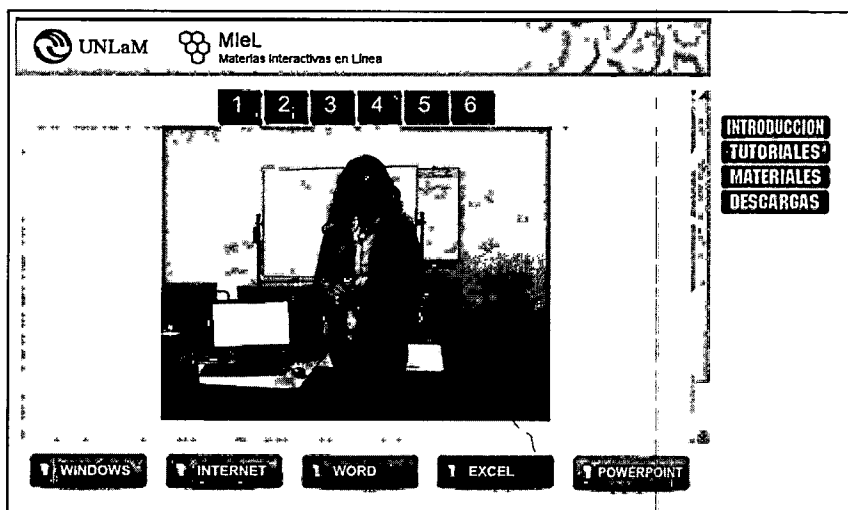 UNLaM
MIeL
Materias Interactivas en Línea
1 2 3 4 5 6
INTRODUCCION
TUTORIALES
MATERIALES
DESCARGAS
WINDOWS INTERNET WORD EXCEL POWERPOINT